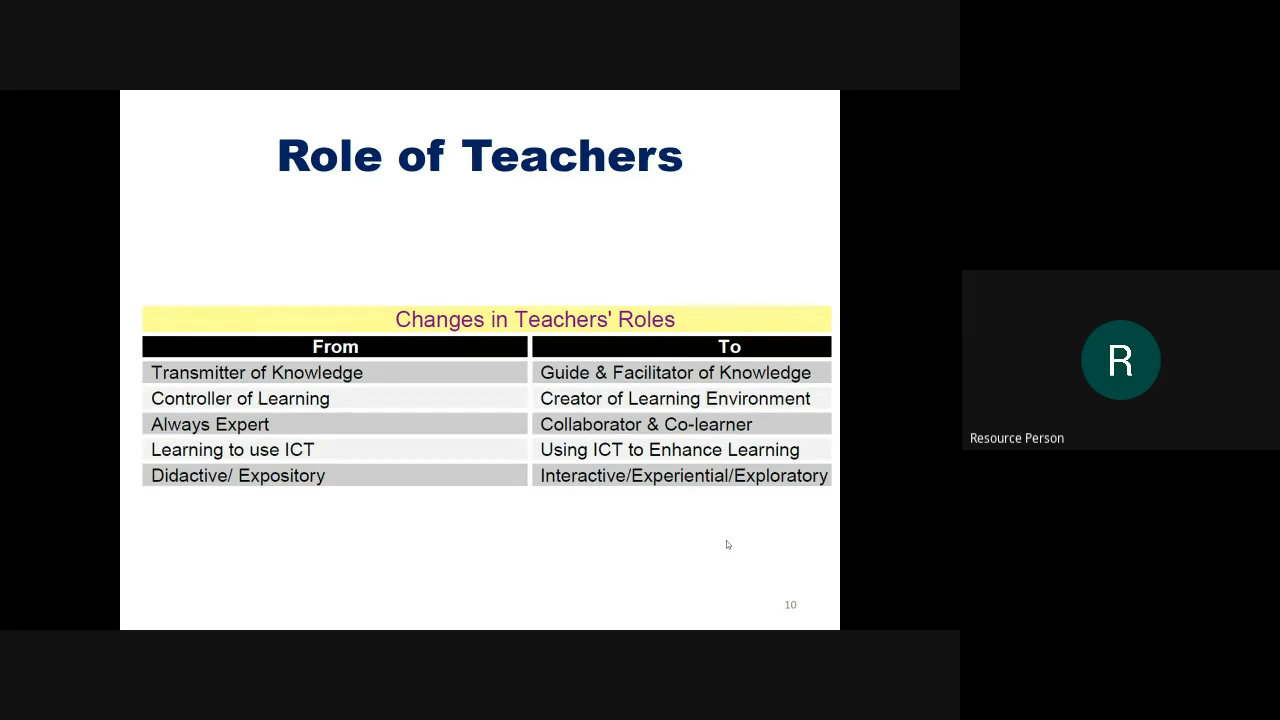 Role of Teachers
Changes in Teachers' Roles
From To
Transmitter of Knowledge Guide & Facilitator of Knowledge
Controller of Learning Creator of Learning Environment
Always Expert Collaborator & Co-learner
Learning to use ICT Using ICT to Enhance Learning
Didactive/ Expository Interactive/Experiential/Exploratory
10
R
Resource Person